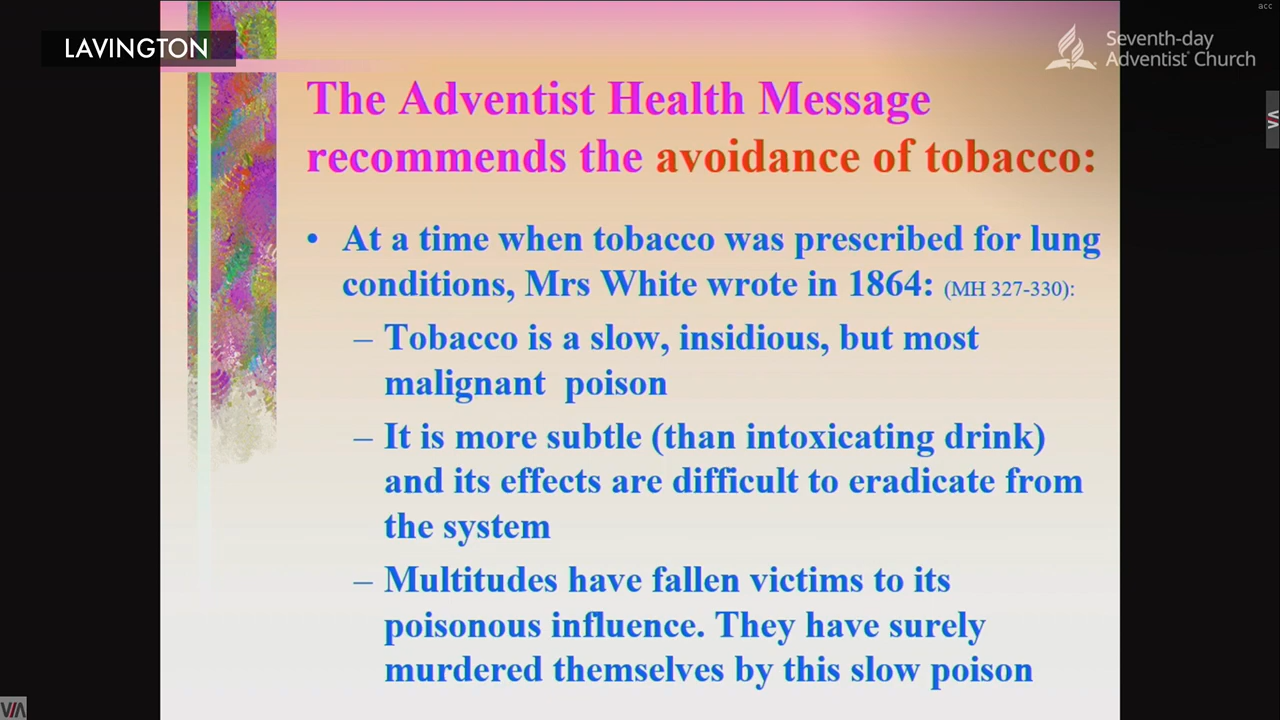 acc
LAVINGTON
Seventh-day
Adventist Church
The Adventist Health Message
recommends the avoidance of tobacco:
• At a time when tobacco was prescribed for lung
conditions, Mrs White wrote in 1864: (MH 327-330):
– Tobacco is a slow, insidious, but most
malignant poison
– It is more subtle (than intoxicating drink)
and its effects are difficult to eradicate from
the system
– Multitudes have fallen victims to its
poisonous influence. They have surely
murdered themselves by this slow poison
VIA
VIA